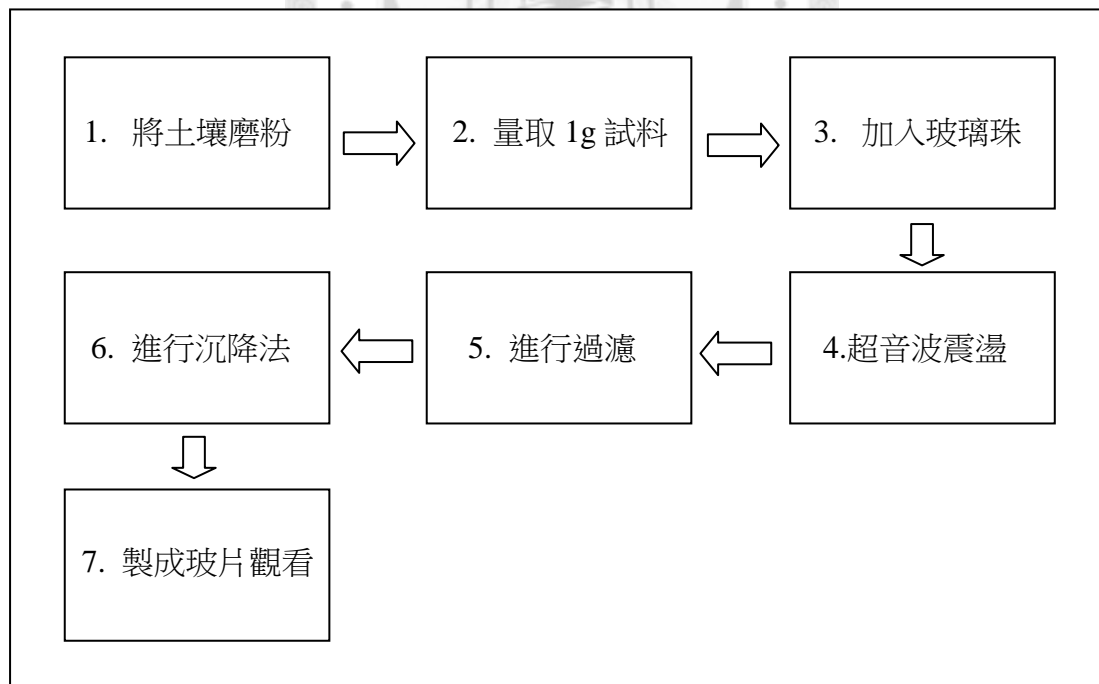 1. 將土壤磨粉
2. 量取 1g 試料
3. 加入玻璃珠
4.超音波震盪
5. 進行過濾
6. 進行沉降法
7. 製成玻片觀看